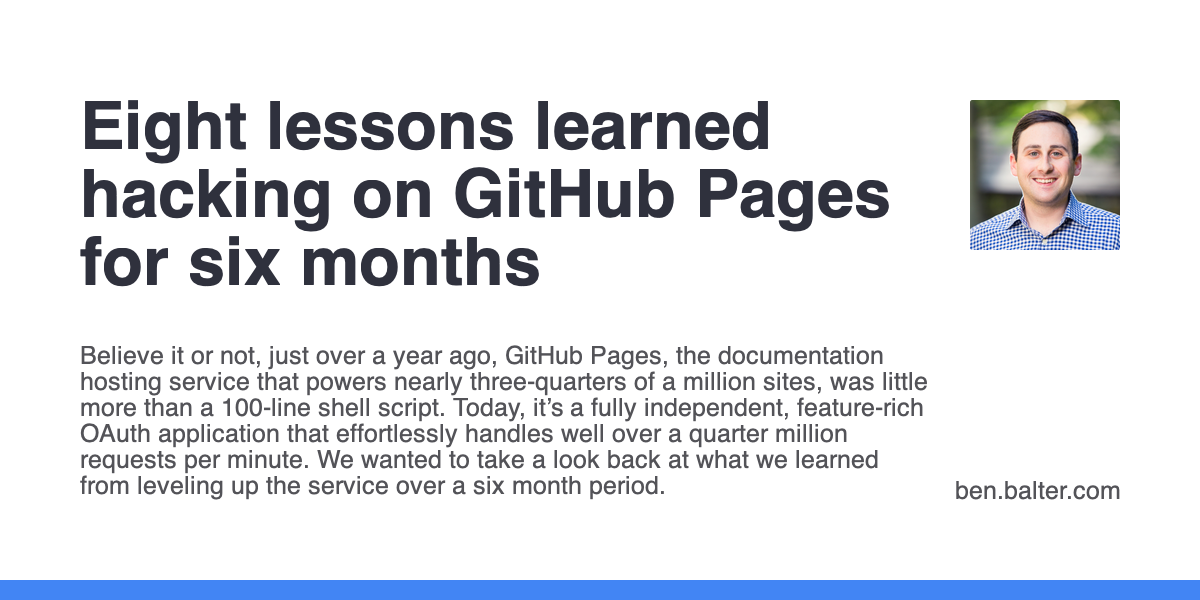 Eight lessons learned
hacking on GitHub Pages
for six months
Believe it or not, just over a year ago, GitHub Pages, the documentation
hosting service that powers nearly three-quarters of a million sites, was little
more than a 100-line shell script. Today, it’s a fully independent, feature-rich
OAuth application that effortlessly handles well over a quarter million
requests per minute. We wanted to take a look back at what we learned
from leveling up the service over a six month period.
ben.balter.com